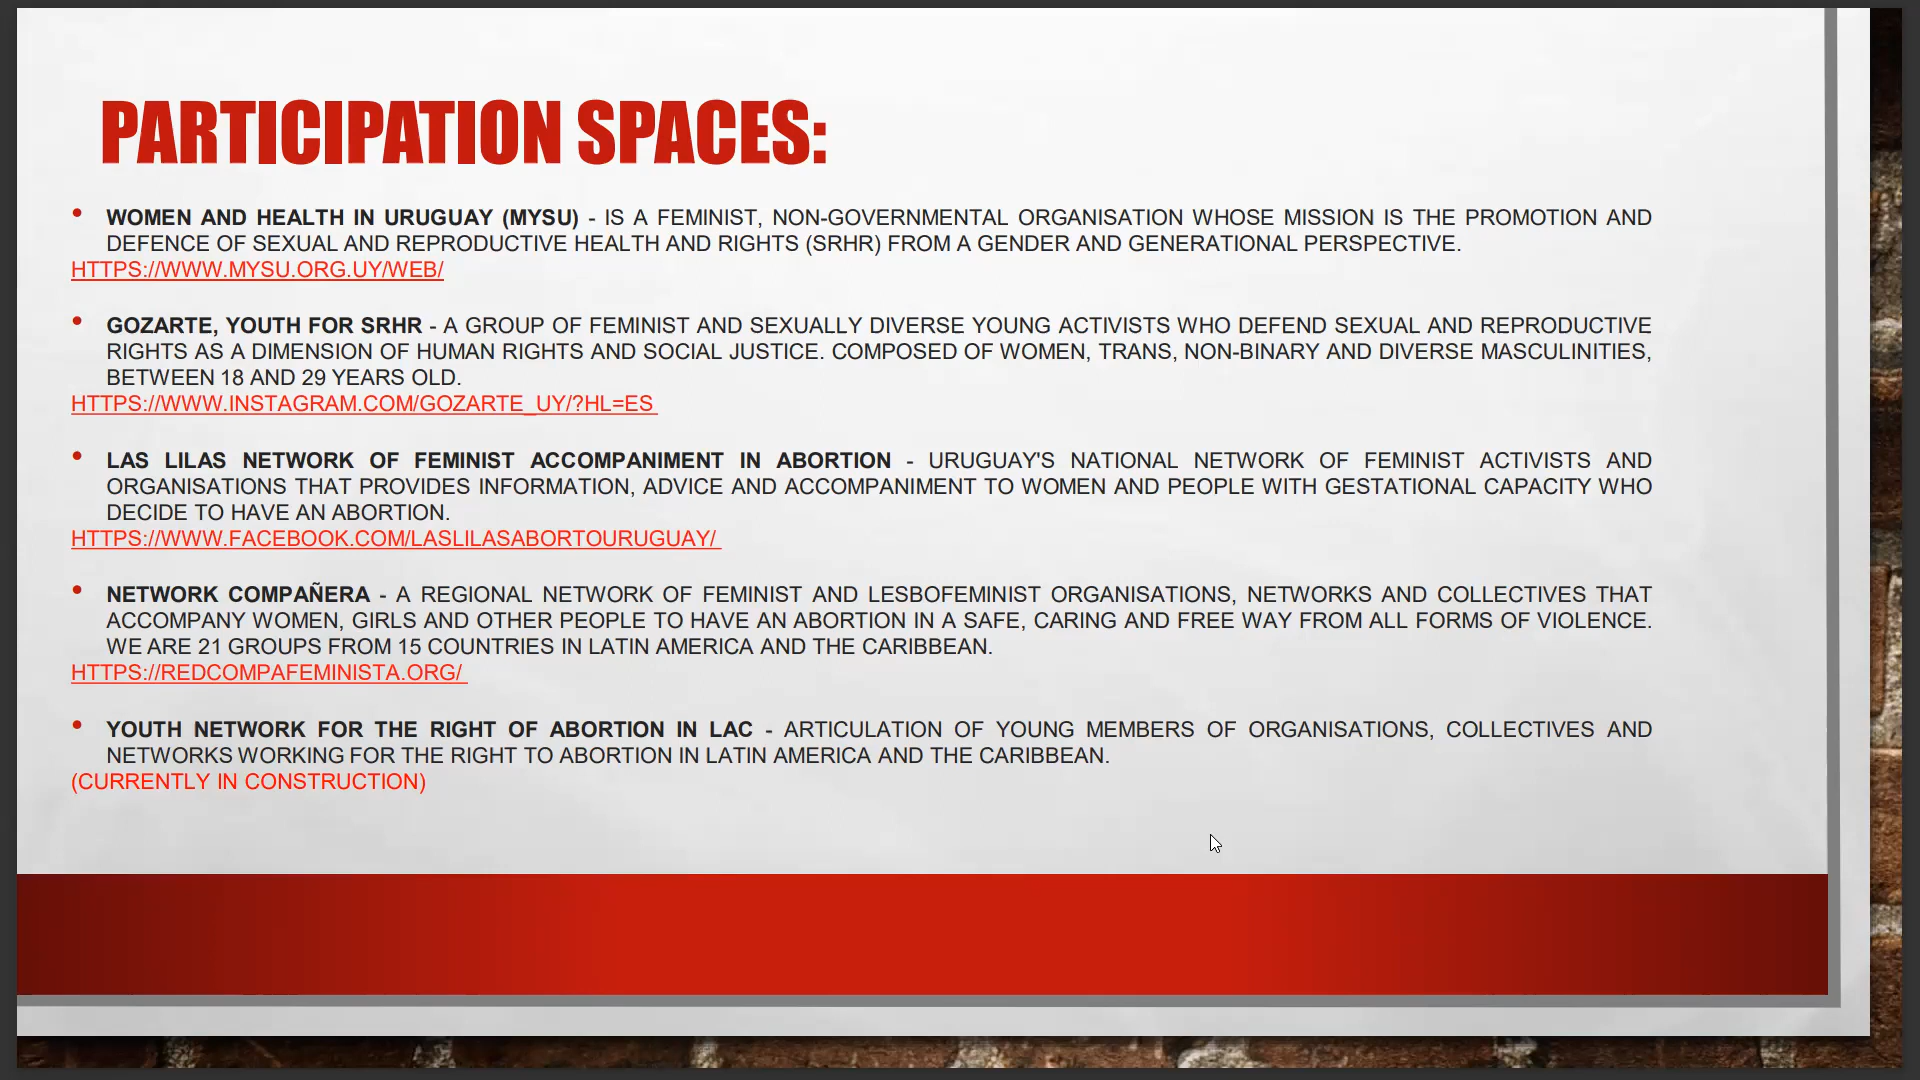 PARTICIPATION SPACES:
• WOMEN AND HEALTH IN URUGUAY (MYSU) - IS A FEMINIST, NON-GOVERNMENTAL ORGANISATION WHOSE MISSION IS THE PROMOTION AND
DEFENCE OF SEXUAL AND REPRODUCTIVE HEALTH AND RIGHTS (SRHR) FROM A GENDER AND GENERATIONAL PERSPECTIVE.
HTTPS://WWW.MYSU.ORG.UY/WEB/
• GOZARTE, YOUTH FOR SRHR - A GROUP OF FEMINIST AND SEXUALLY DIVERSE YOUNG ACTIVISTS WHO DEFEND SEXUAL AND REPRODUCTIVE
RIGHTS AS A DIMENSION OF HUMAN RIGHTS AND SOCIAL JUSTICE. COMPOSED OF WOMEN, TRANS, NON-BINARY AND DIVERSE MASCULINITIES,
BETWEEN 18 AND 29 YEARS OLD.
HTTPS://WWW.INSTAGRAM.COM/GOZARTE_UY/?HL=ES
• LAS LILAS NETWORK OF FEMINIST ACCOMPANIMENT IN ABORTION - URUGUAY'S NATIONAL NETWORK OF FEMINIST ACTIVISTS AND
ORGANISATIONS THAT PROVIDES INFORMATION, ADVICE AND ACCOMPANIMENT TO WOMEN AND PEOPLE WITH GESTATIONAL CAPACITY WHO
DECIDE TO HAVE AN ABORTION.
HTTPS://WWW.FACEBOOK.COM/LASLILASABORTOURUGUAY/
• NETWORK COMPAÑERA - A REGIONAL NETWORK OF FEMINIST AND LESBOFEMINIST ORGANISATIONS, NETWORKS AND COLLECTIVES THAT
ACCOMPANY WOMEN, GIRLS AND OTHER PEOPLE TO HAVE AN ABORTION IN A SAFE, CARING AND FREE WAY FROM ALL FORMS OF VIOLENCE.
WE ARE 21 GROUPS FROM 15 COUNTRIES IN LATIN AMERICA AND THE CARIBBEAN.
HTTPS://REDCOMPAFEMINISTA.ORG/
• YOUTH NETWORK FOR THE RIGHT OF ABORTION IN LAC - ARTICULATION OF YOUNG MEMBERS OF ORGANISATIONS, COLLECTIVES AND
NETWORKS WORKING FOR THE RIGHT TO ABORTION IN LATIN AMERICA AND THE CARIBBEAN.
(CURRENTLY IN CONSTRUCTION)